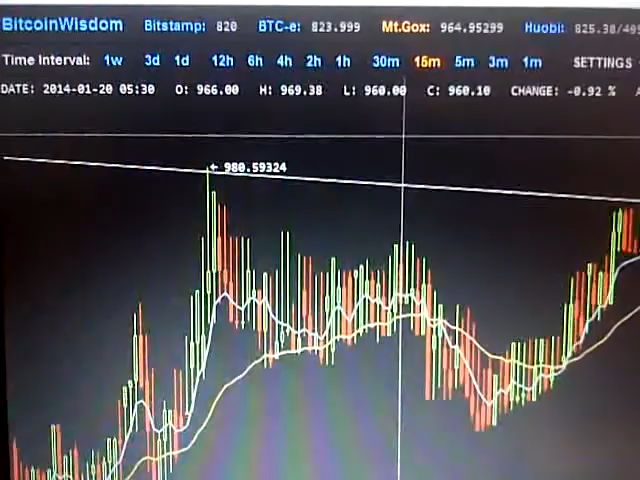 BitcoinWisdom Bitstamp: 820 BTC-e: 823.999 Mt.Gox: 964.95299 Huobi: 825.38/
Time Interval: 1w 3d 1d 12h 6h 4h 2h 1h 30m 15m 5m 3m 1m SETTINGS
DATE: 2014-01-20 05:30 O: 966.00 H: 969.38 L: 960.00 C: 960.10 CHANGE: -0.92 %
← 980.59324